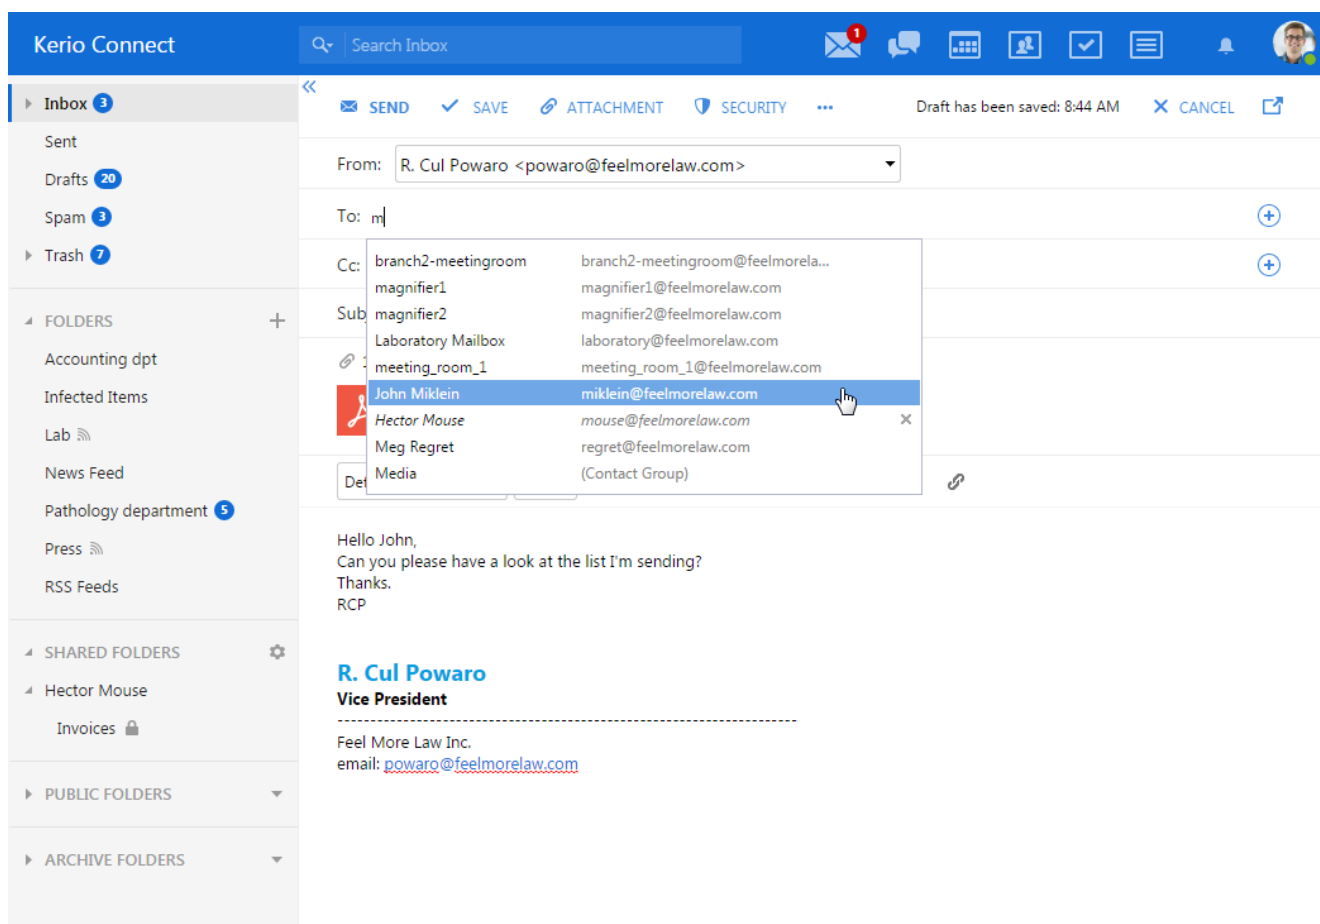 Kerio Connect
Search Inbox
1
Inbox 3
Sent
Drafts 20
Spam 3
Trash 7
FOLDERS
Accounting dpt
Infected Items
Lab
News Feed
Pathology department 5
Press
RSS Feeds
SHARED FOLDERS
Hector Mouse
Invoices
PUBLIC FOLDERS
ARCHIVE FOLDERS
SEND SAVE ATTACHMENT SECURITY ••• Draft has been saved: 8:44 AM CANCEL
From: R. Cul Powaro <powaro@feelmorelaw.com>
To: m
Cc:
Sub
branch2-meetingroom branch2-meetingroom@feelmorela...
magnifier1 magnifier1@feelmorelaw.com
magnifier2 magnifier2@feelmorelaw.com
Laboratory Mailbox laboratory@feelmorelaw.com
meeting_room_1 meeting_room_1@feelmorelaw.com
John Miklein miklein@feelmorelaw.com
Hector Mouse mouse@feelmorelaw.com
Meg Regret regret@feelmorelaw.com
Media (Contact Group)
Def
Hello John,
Can you please have a look at the list I'm sending?
Thanks.
RCP
R. Cul Powaro
Vice President
----------------------------------------------------------------------
Feel More Law Inc.
email: powaro@feelmorelaw.com